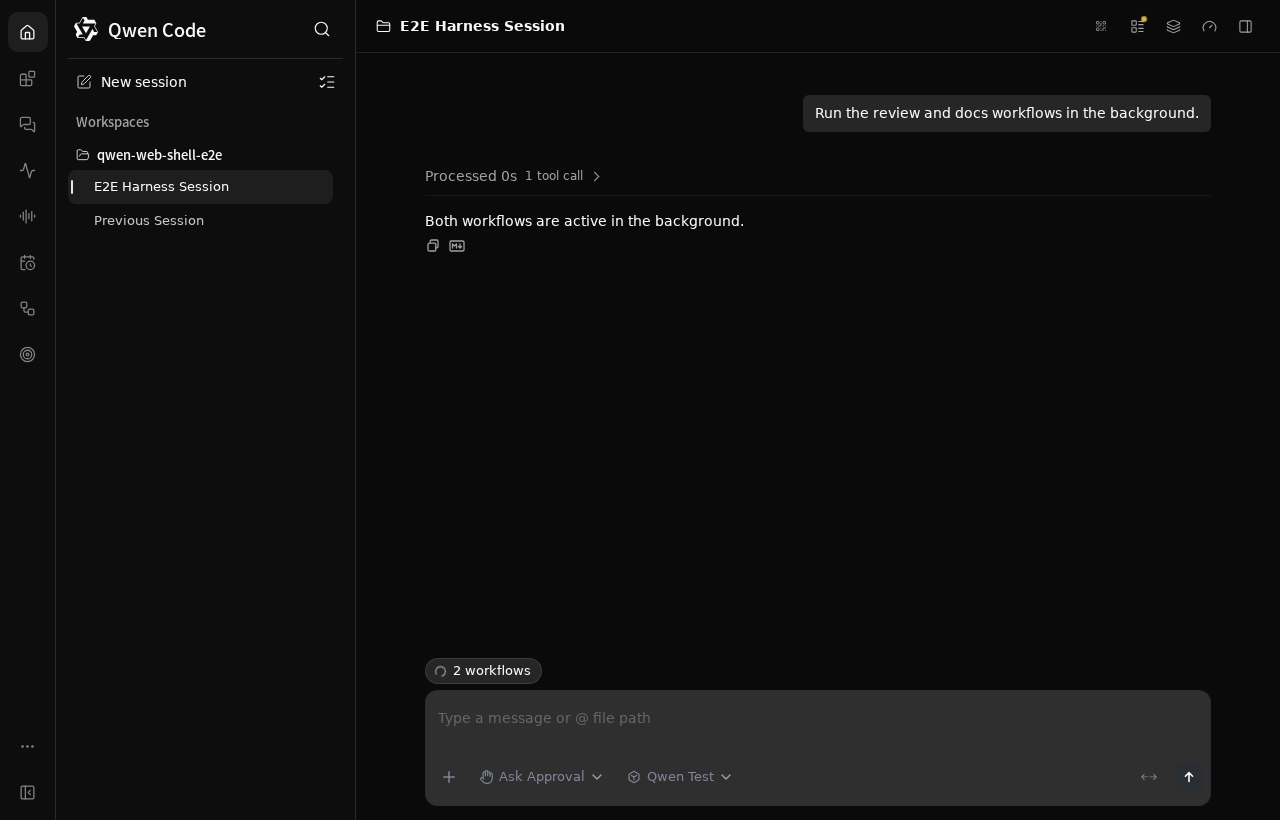 Qwen Code
New session
Workspaces
qwen-web-shell-e2e
E2E Harness Session
Previous Session
E2E Harness Session
Run the review and docs workflows in the background.
Processed 0s 1 tool call
Both workflows are active in the background.
M
2 workflows
Type a message or @ file path
Ask Approval
Qwen Test